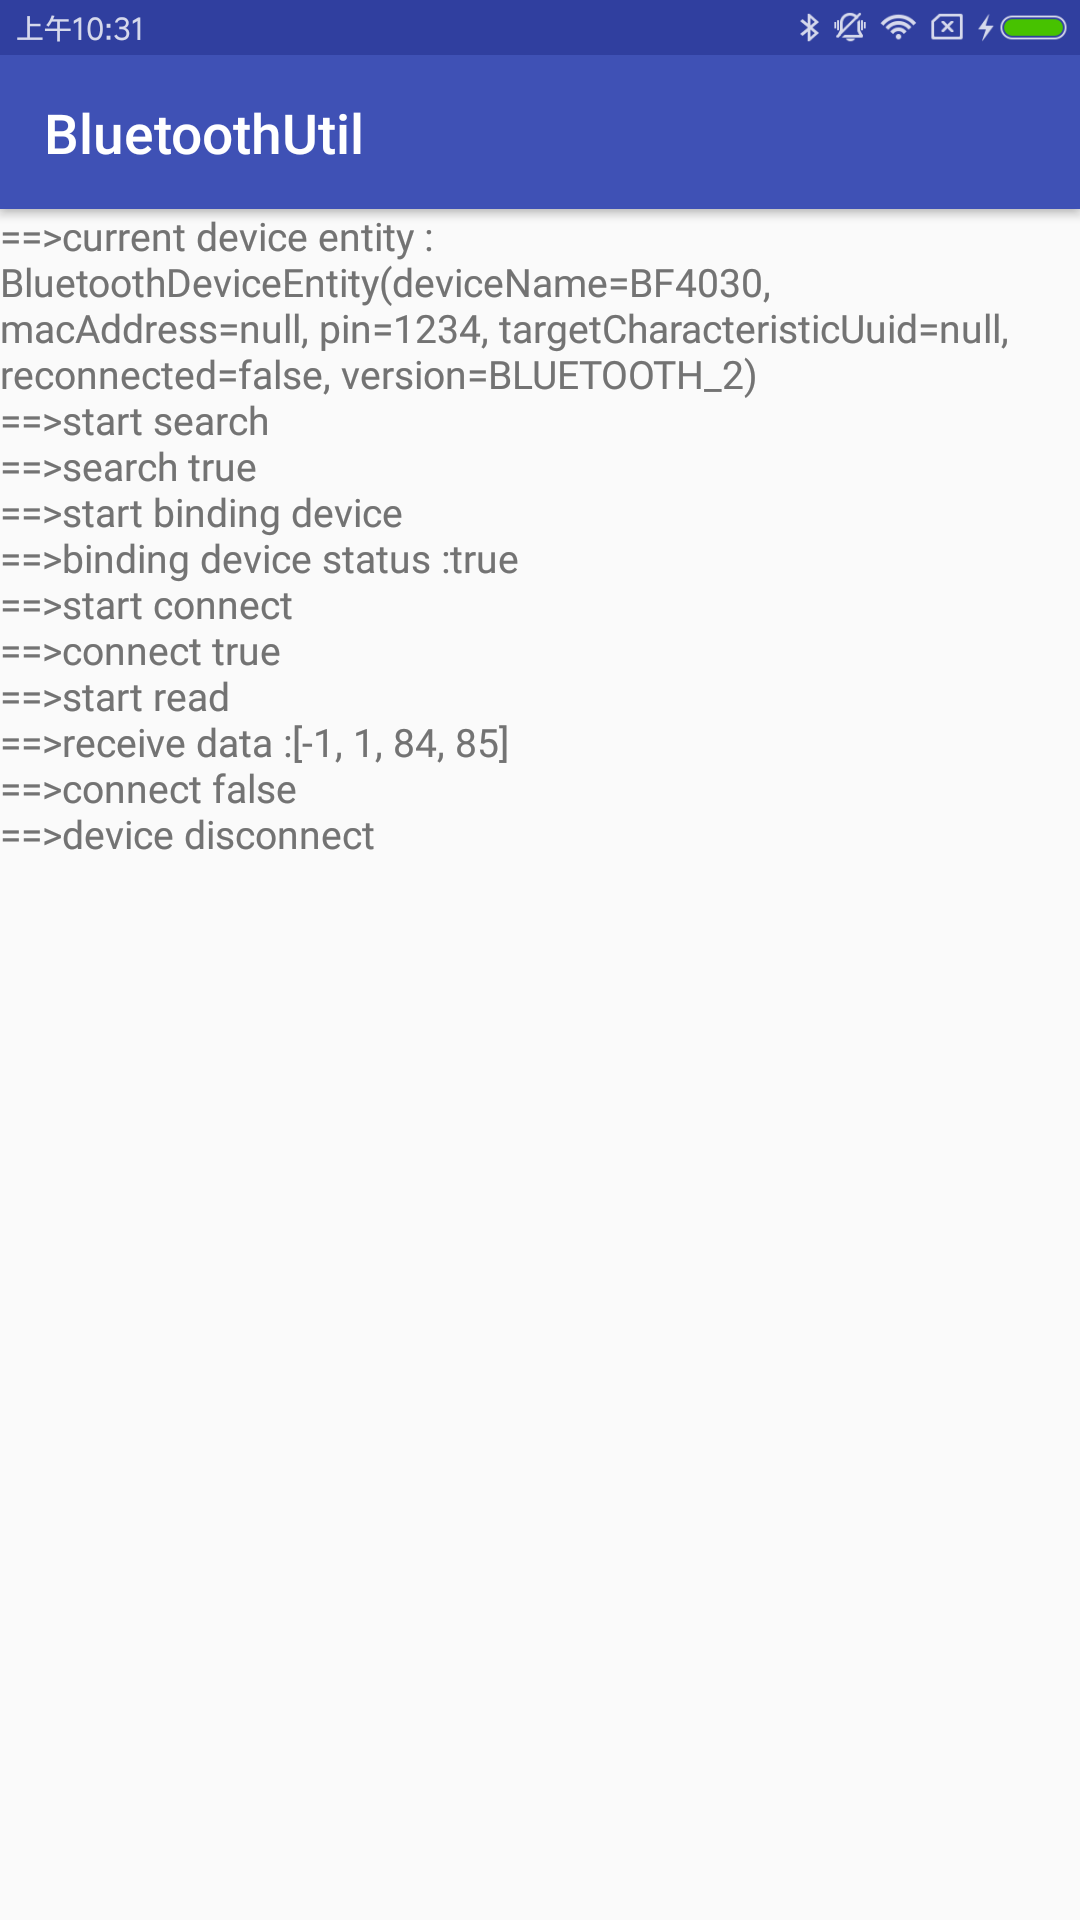 上午10:31
BluetoothUtil
==>current device entity :
BluetoothDeviceEntity(deviceName=BF4030,
macAddress=null, pin=1234, targetCharacteristicUuid=null,
reconnected=false, version=BLUETOOTH_2)
==>start search
==>search true
==>start binding device
==>binding device status :true
==>start connect
==>connect true
==>start read
==>receive data :[-1, 1, 84, 85]
==>connect false
==>device disconnect